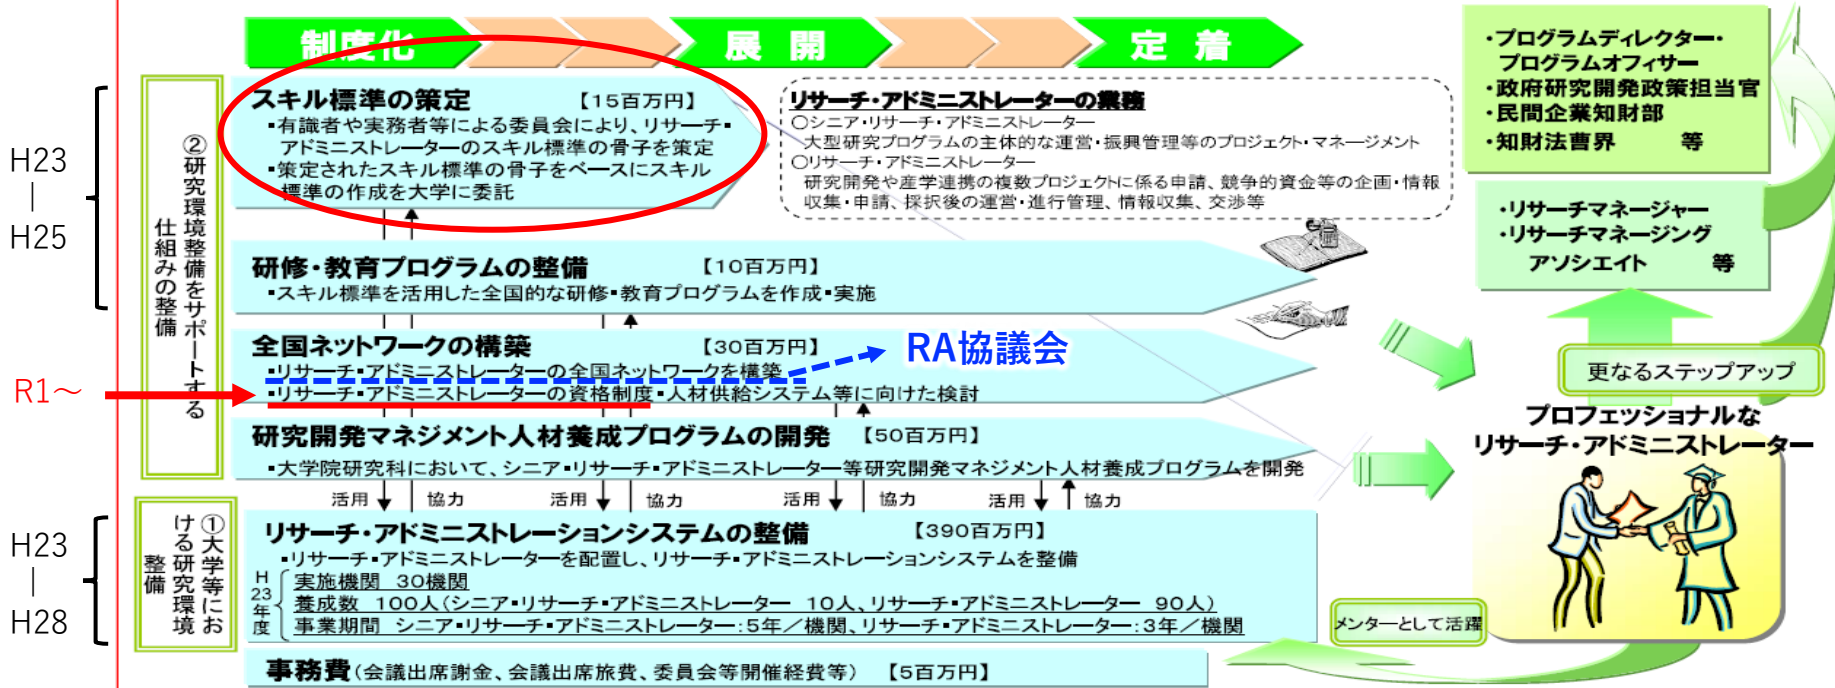 制度化
展 開
定 着
H23
|
H25
②研究環境整備をサポートする
仕組みの整備
スキル標準の策定 【15百万円】
▪有識者や実務者等による委員会により、リサーチ▪
アドミニストレーターのスキル標準の骨子を策定
▪策定されたスキル標準の骨子をベースにスキル
標準の作成を大学に委託
リサーチ・アドミニストレーターの業務
○シニア・リサーチ・アドミニストレーター
大型研究プログラムの主体的な運営・振興管理等のプロジェクト・マネージメント
○リサーチ・アドミニストレーター
研究開発や産学連携の複数プロジェクトに係る申請、競争的資金等の企画・情報
収集・申請、採択後の運営・進行管理、情報収集、交渉等
研修・教育プログラムの整備 【10百万円】
▪スキル標準を活用した全国的な研修▪教育プログラムを作成▪実施
全国ネットワークの構築 【30百万円】
▪リサーチ▪アドミニストレーターの全国ネットワークを構築
▪リサーチ▪アドミニストレーターの資格制度▪人材供給システム等に向けた検討
RA協議会
R1～
研究開発マネジメント人材養成プログラムの開発 【50百万円】
▪大学院研究科において、シニア▪リサーチ▪アドミニストレーター等研究開発マネジメント人材養成プログラムを開発
活用 協力 活用 協力 活用 協力 活用 協力
H23
|
H28
①大学等にお
ける研究環境
整備
リサーチ・アドミニストレーションシステムの整備 【390百万円】
▪リサーチ▪アドミニストレーターを配置し、リサーチ▪アドミニストレーションシステムを整備
H23年度
実施機関 30機関
養成数 100人(シニア▪リサーチ▪アドミニストレーター 10人、リサーチ▪アドミニストレーター 90人)
事業期間 シニア▪リサーチ▪アドミニストレーター:5年／機関、リサーチ▪アドミニストレーター:3年／機関
事務費(会議出席謝金、会議出席旅費、委員会等開催経費等) 【5百万円】
・プログラムディレクター・
プログラムオフィサー
・政府研究開発政策担当官
・民間企業知財部
・知財法曹界 等
・リサーチマネージャー
・リサーチマネージング
アソシエイト 等
更なるステップアップ
プロフェッショナルな
リサーチ・アドミニストレーター
メンターとして活躍